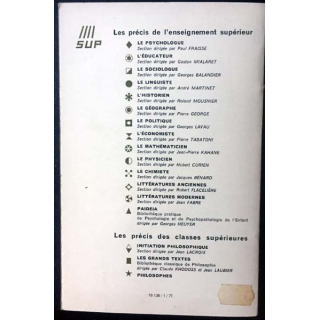 SUP
Les précis de l'enseignement supérieur
LE PSYCHOLOGUE
Section dirigée par Paul FRAISSE
L'ÉDUCATEUR
Section dirigée par Gaston MIALARET
LE SOCIOLOGUE
Section dirigée par Georges BALANDIER
LE LINGUISTE
Section dirigée par André MARTINET
L'HISTORIEN
Section dirigée par Roland MOUSNIER
LE GÉOGRAPHE
Section dirigée par Pierre GEORGE
LE POLITIQUE
Section dirigée par Georges LAVAU
L'ÉCONOMISTE
Section dirigée par Pierre TABATONI
LE MATHÉMATICIEN
Section dirigée par Jean-Pierre KAHANE
LE PHYSICIEN
Section dirigée par Hubert CURIEN
LE CHIMISTE
Section dirigée par Jacques BÉNARD
LITTÉRATURES ANCIENNES
Section dirigée par Robert FLACELIÈRE
LITTÉRATURES MODERNES
Section dirigée par Jean FABRE
PAIDEIA
Bibliothèque pratique
de Psychologie et de Psychopathologie de l'Enfant
dirigée par Georges HEUYER
Les précis des classes supérieures
INITIATION PHILOSOPHIQUE
Section dirigée par Jean LACROIX
LES GRANDS TEXTES
Bibliothèque classique de Philosophie
dirigée par Claude KHODOSS et Jean LAUBIER
PHILOSOPHES